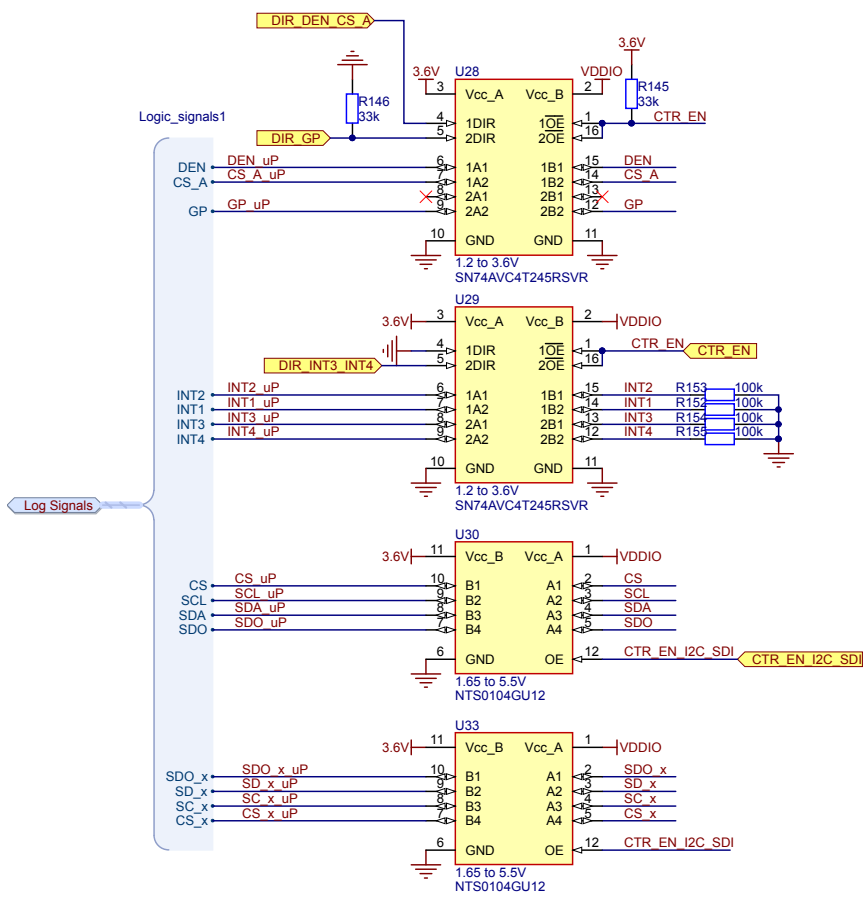 DIR_DEN_CS_A
3.6V
3.6V U28 VDDIO
3 Vcc_A Vcc_B 2
R145
33k
R146
33k
Logic_signals1
4 1DIR 1OE 1 CTR_EN
DIR_GP 5 2DIR 2OE 16
DEN DEN_uP 6 1A1 1B1 15 DEN
CS_A CS_A_uP 7 1A2 1B2 14 CS_A
8 2A1 2B1 13
GP GP_uP 9 2A2 2B2 12 GP
10 GND GND 11
1.2 to 3.6V
SN74AVC4T245RSVR
U29
3.6V 3 Vcc_A Vcc_B 2 VDDIO
4 1DIR 1OE 1 CTR_EN CTR_EN
DIR_INT3_INT4 5 2DIR 2OE 16
INT2 INT2_uP 6 1A1 1B1 15 INT2 R153 100k
INT1 INT1_uP 7 1A2 1B2 14 INT1 R152 100k
INT3 INT3_uP 8 2A1 2B1 13 INT3 R154 100k
INT4 INT4_uP 9 2A2 2B2 12 INT4 R155 100k
10 GND GND 11
1.2 to 3.6V
SN74AVC4T245RSVR
Log Signals
U30
3.6V 11 Vcc_B Vcc_A 1 VDDIO
CS CS_uP 10 B1 A1 2 CS
SCL SCL_uP 9 B2 A2 3 SCL
SDA SDA_uP 8 B3 A3 4 SDA
SDO SDO_uP 7 B4 A4 5 SDO
6 GND OE 12 CTR_EN_I2C_SDI CTR_EN_I2C_SDI
1.65 to 5.5V
NTS0104GU12
U33
3.6V 11 Vcc_B Vcc_A 1 VDDIO
SDO_x SDO_x_uP 10 B1 A1 2 SDO_x
SD_x SD_x_uP 9 B2 A2 3 SD_x
SC_x SC_x_uP 8 B3 A3 4 SC_x
CS_x CS_x_uP 7 B4 A4 5 CS_x
6 GND OE 12 CTR_EN_I2C_SDI
1.65 to 5.5V
NTS0104GU12